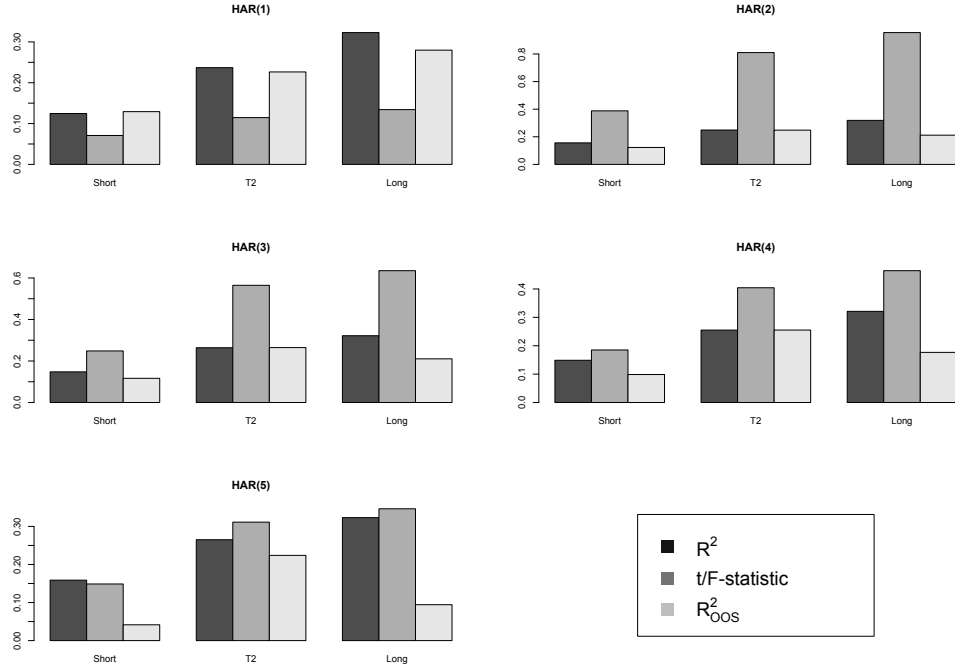 HAR(1)
0.00 0.10 0.20 0.30
Short T2 Long
HAR(2)
0.0 0.2 0.4 0.6 0.8
Short T2 Long
HAR(3)
0.0 0.2 0.4 0.6
Short T2 Long
HAR(4)
0.0 0.1 0.2 0.3 0.4
Short T2 Long
HAR(5)
0.00 0.10 0.20 0.30
Short T2 Long
R²
t/F-statistic
R²OOS